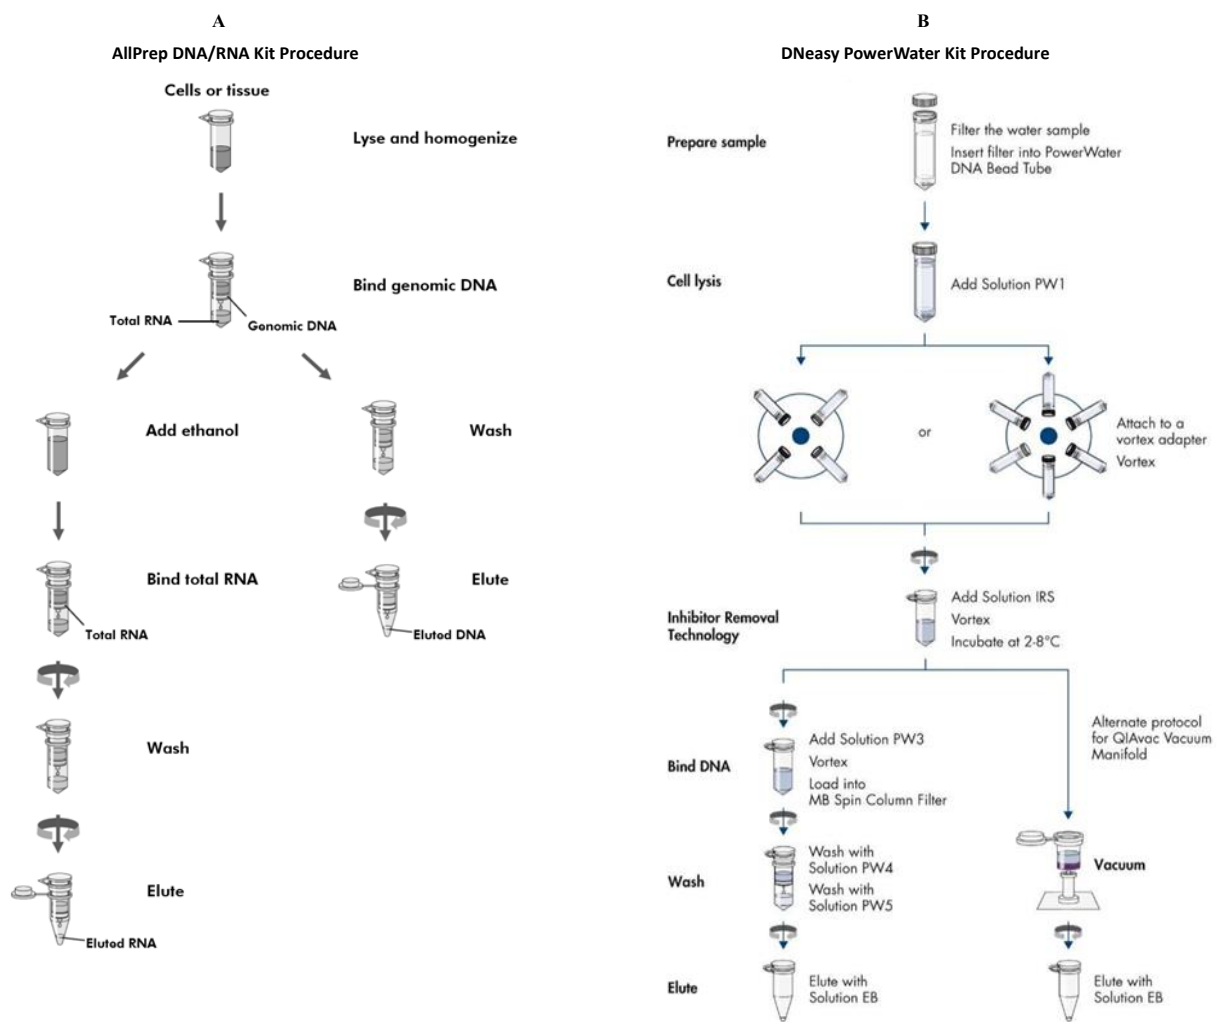 A
AllPrep DNA/RNA Kit Procedure
Cells or tissue
Lyse and homogenize
Bind genomic DNA
Total RNA
Genomic DNA
Add ethanol
Wash
Bind total RNA
Total RNA
Elute
Eluted DNA
Wash
Elute
Eluted RNA
B
DNeasy PowerWater Kit Procedure
Prepare sample
Filter the water sample
Insert filter into PowerWater
DNA Bead Tube
Cell lysis
Add Solution PW1
or
Attach to a
vortex adapter
Vortex
Inhibitor Removal
Technology
Add Solution IRS
Vortex
Incubate at 2-8°C
Bind DNA
Add Solution PW3
Vortex
Load into
MB Spin Column Filter
Alternate protocol
for QIAvac Vacuum
Manifold
Wash
Wash with
Solution PW4
Wash with
Solution PW5
Vacuum
Elute
Elute with
Solution EB
Elute with
Solution EB